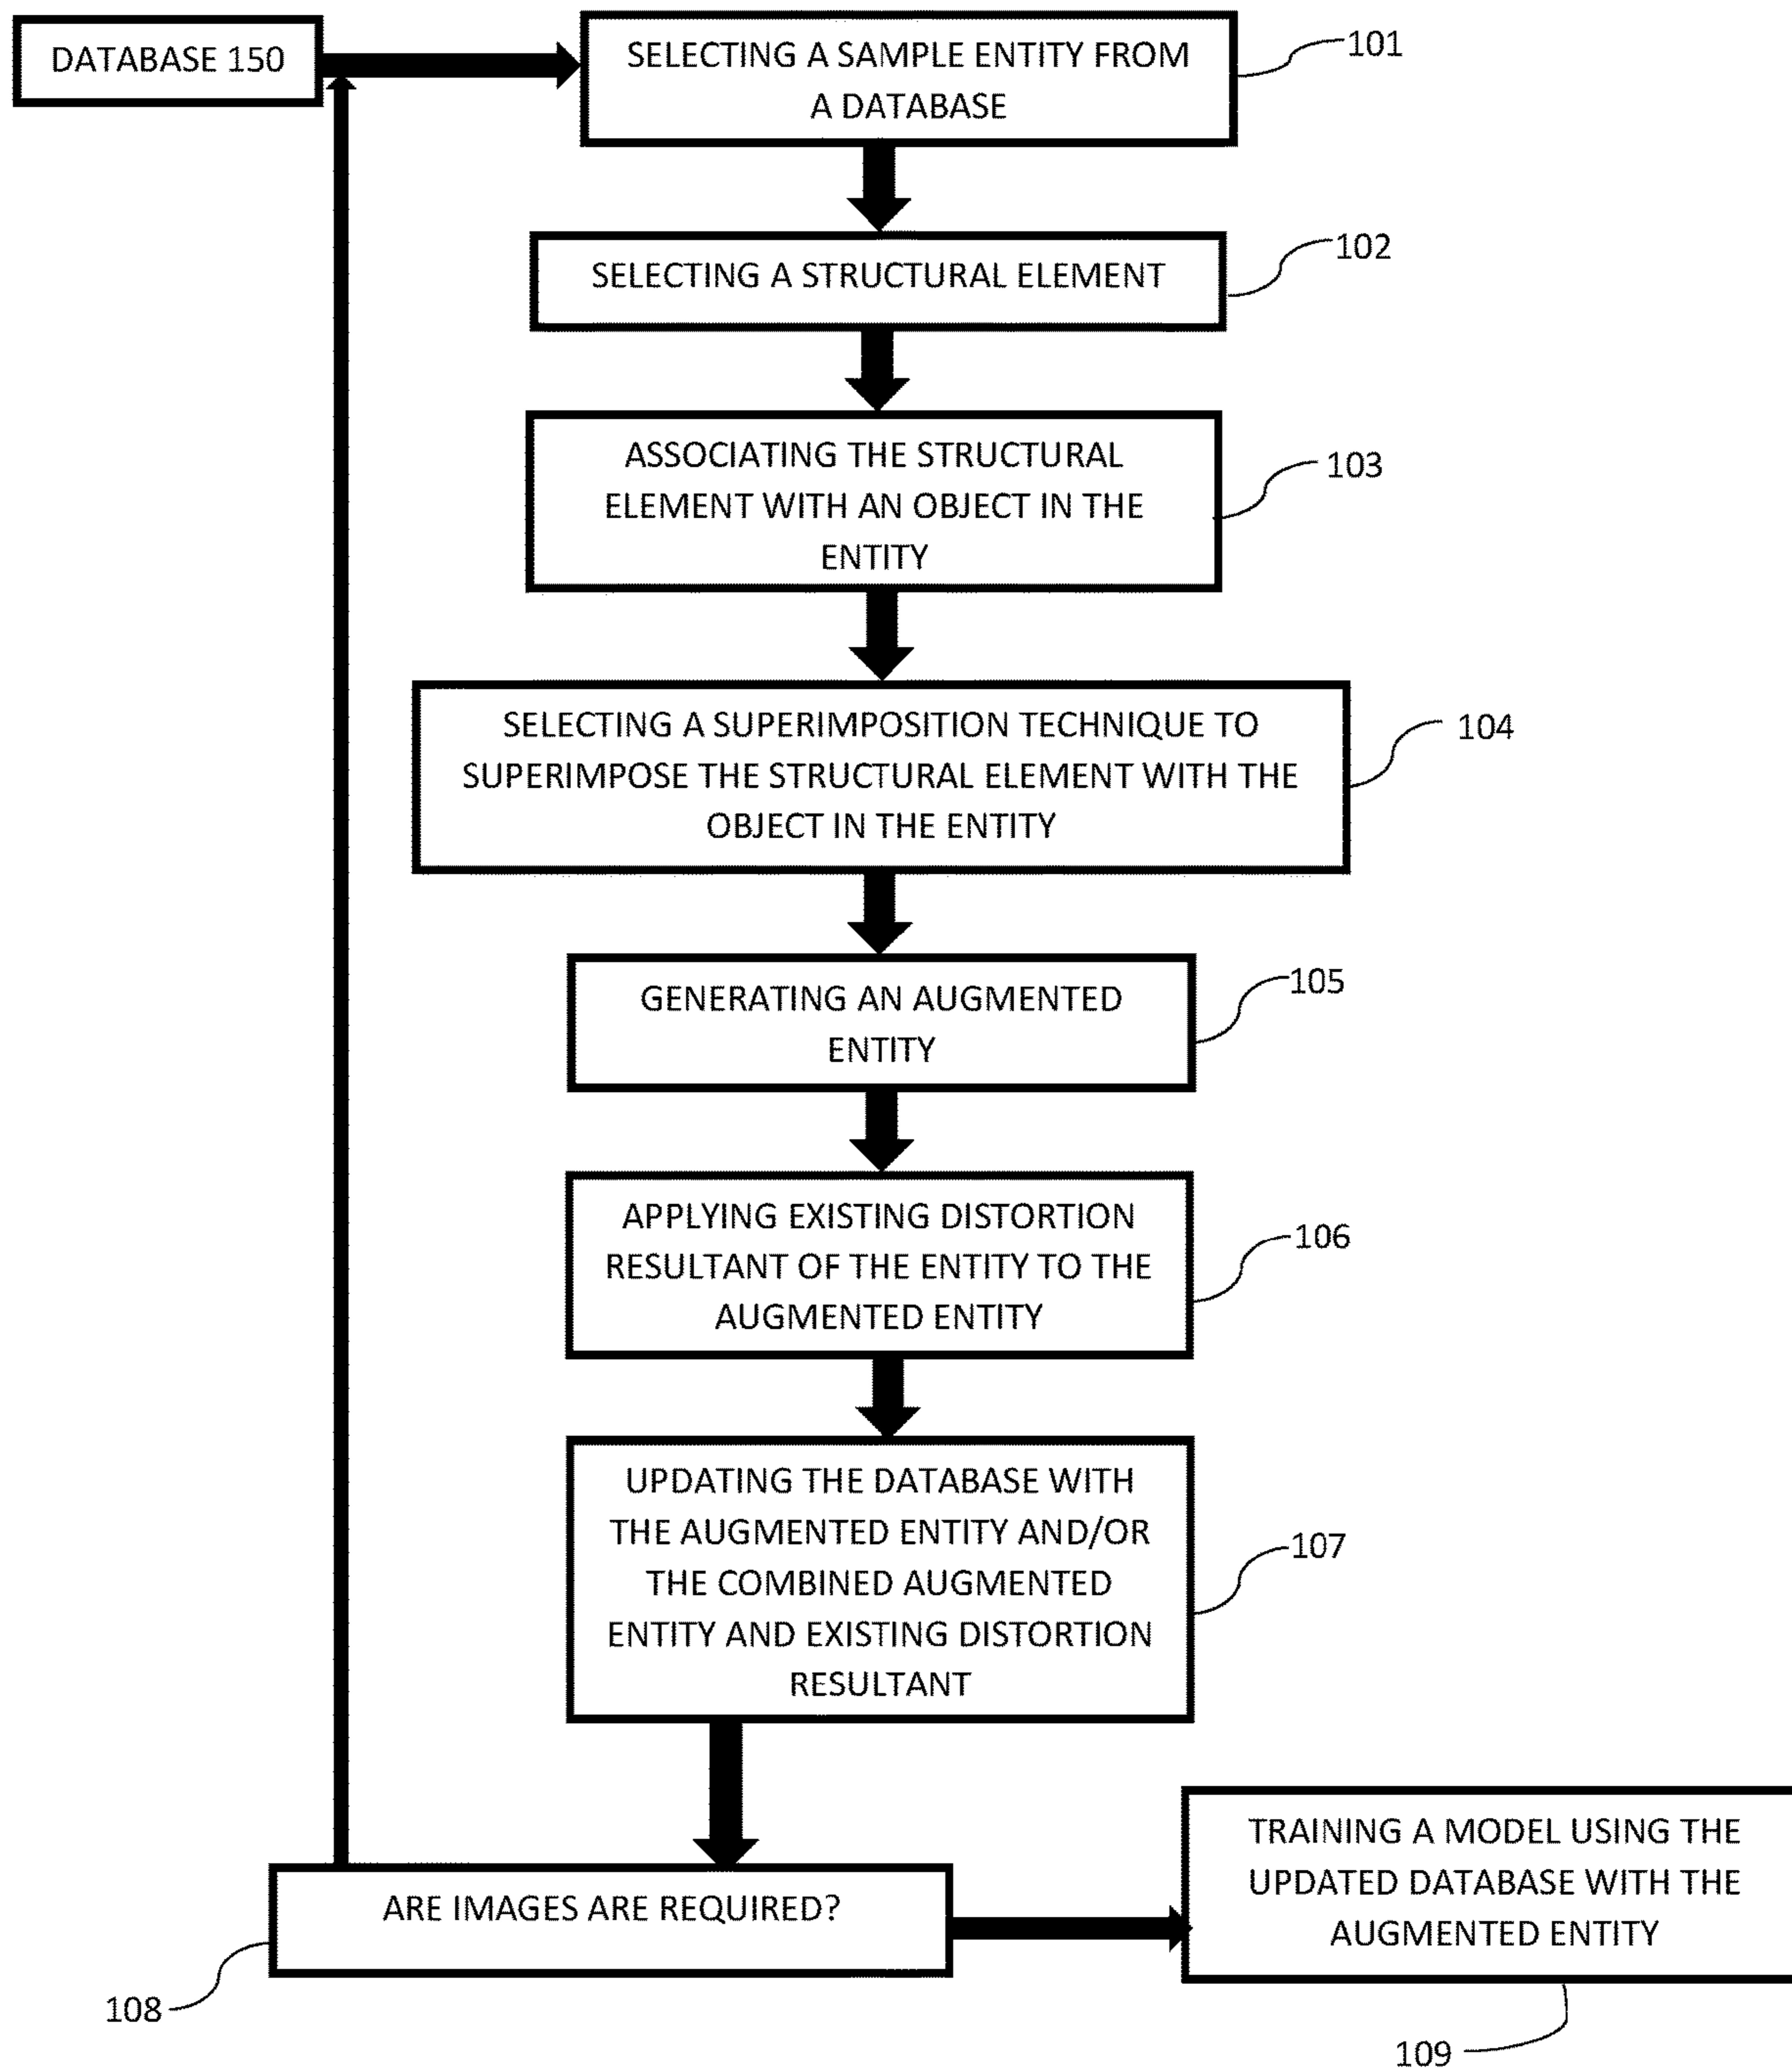 DATABASE 150
SELECTING A SAMPLE ENTITY FROM
A DATABASE
101
SELECTING A STRUCTURAL ELEMENT
102
ASSOCIATING THE STRUCTURAL
ELEMENT WITH AN OBJECT IN THE
ENTITY
103
SELECTING A SUPERIMPOSITION TECHNIQUE TO
SUPERIMPOSE THE STRUCTURAL ELEMENT WITH THE
OBJECT IN THE ENTITY
104
GENERATING AN AUGMENTED
ENTITY
105
APPLYING EXISTING DISTORTION
RESULTANT OF THE ENTITY TO THE
AUGMENTED ENTITY
106
UPDATING THE DATABASE WITH
THE AUGMENTED ENTITY AND/OR
THE COMBINED AUGMENTED
ENTITY AND EXISTING DISTORTION
RESULTANT
107
ARE IMAGES ARE REQUIRED?
108
TRAINING A MODEL USING THE
UPDATED DATABASE WITH THE
AUGMENTED ENTITY
109